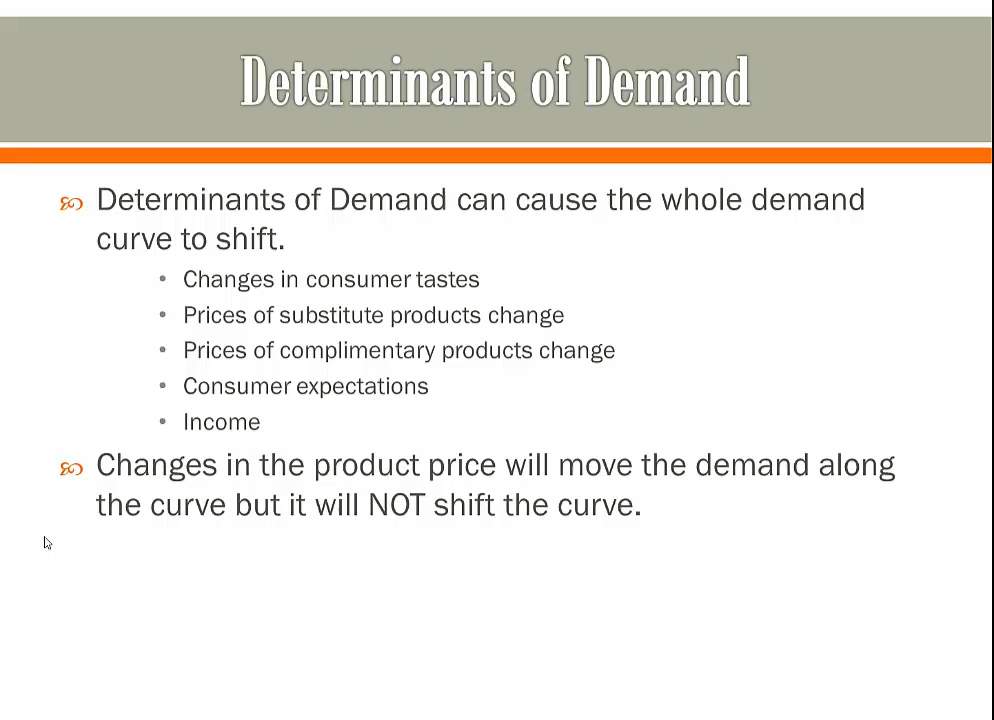 Determinants of Demand
Determinants of Demand can cause the whole demand
curve to shift.
• Changes in consumer tastes
• Prices of substitute products change
• Prices of complimentary products change
• Consumer expectations
• Income
Changes in the product price will move the demand along
the curve but it will NOT shift the curve.